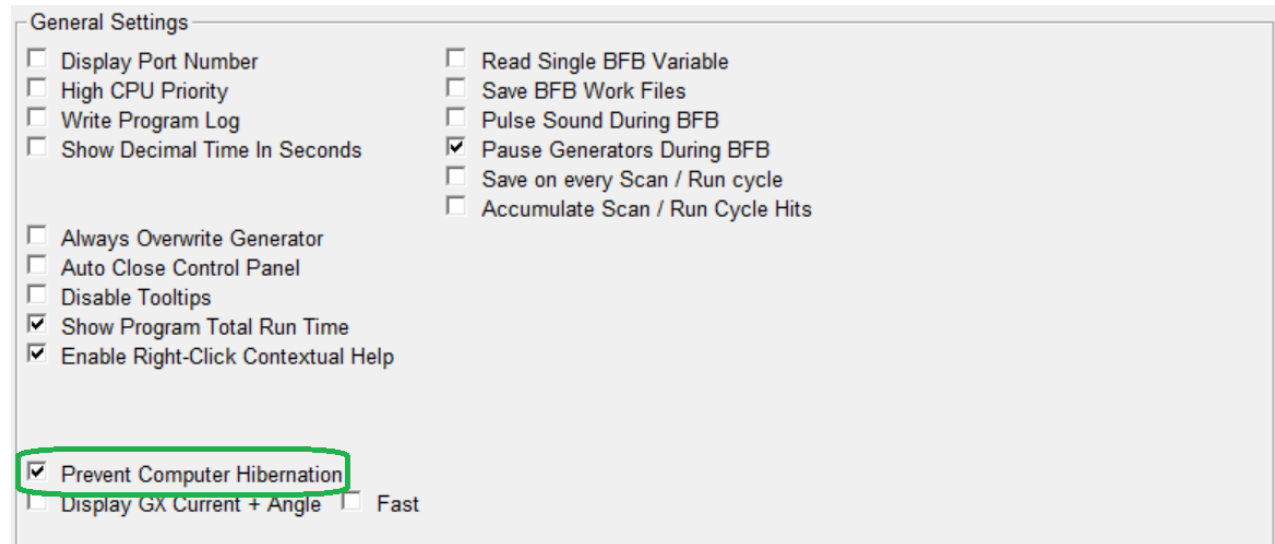 General Settings
Display Port Number
High CPU Priority
Write Program Log
Show Decimal Time In Seconds
Read Single BFB Variable
Save BFB Work Files
Pulse Sound During BFB
Pause Generators During BFB
Save on every Scan / Run cycle
Accumulate Scan / Run Cycle Hits
Always Overwrite Generator
Auto Close Control Panel
Disable Tooltips
Show Program Total Run Time
Enable Right-Click Contextual Help
Prevent Computer Hibernation
Display GX Current + Angle Fast